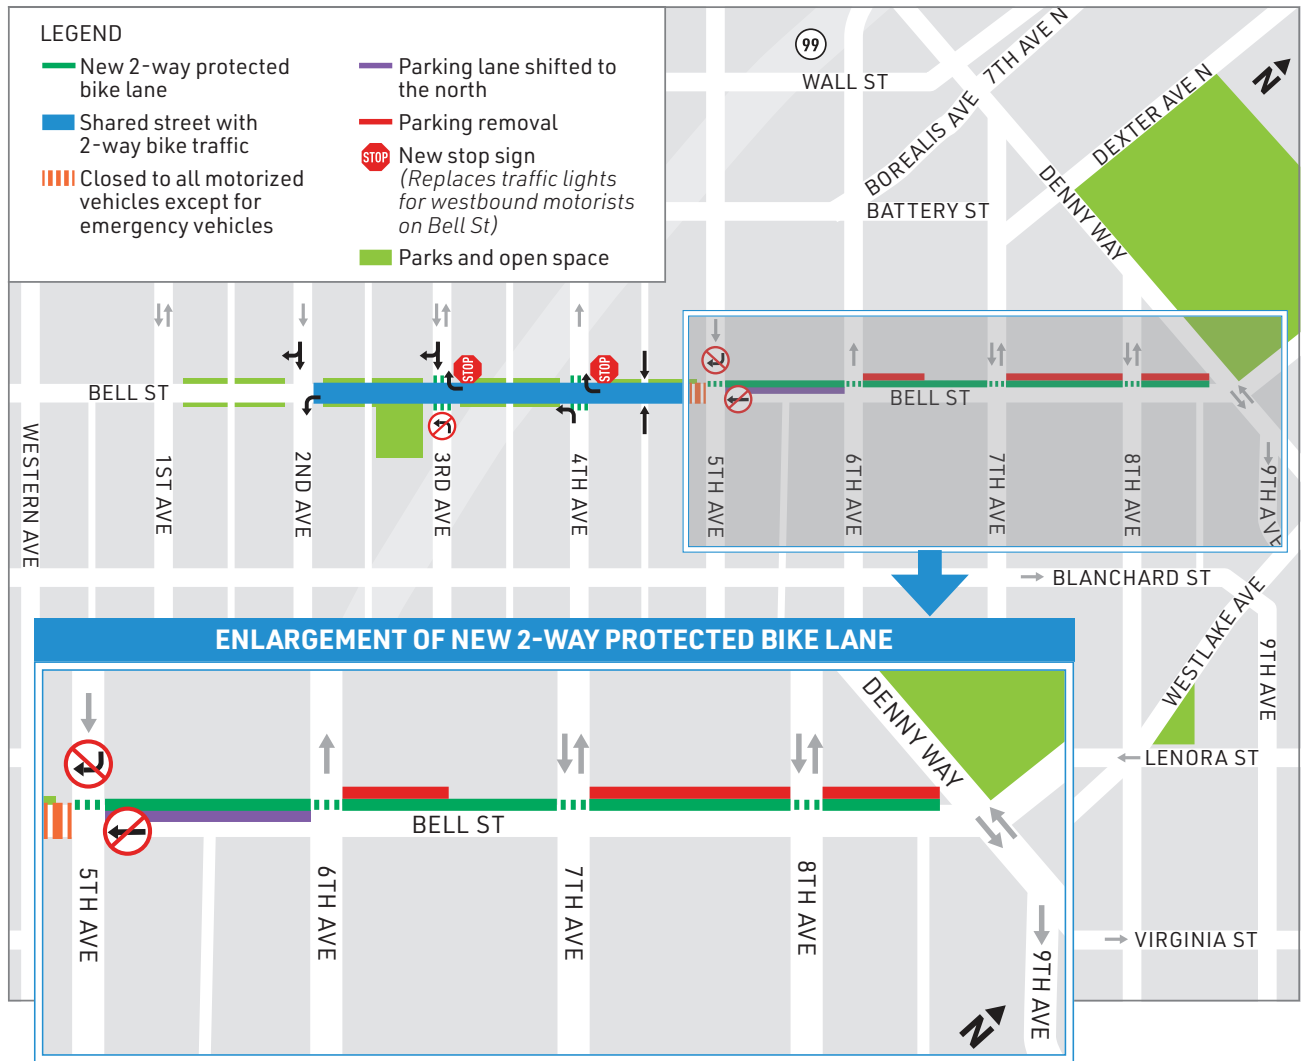 LEGEND
New 2-way protected
bike lane
Shared street with
2-way bike traffic
Closed to all motorized
vehicles except for
emergency vehicles
Parking lane shifted to
the north
Parking removal
STOP
New stop sign
(Replaces traffic lights
for westbound motorists
on Bell St)
Parks and open space
99
WALL ST
BOREALIS AVE
7TH AVE N
DEXTER AVE N
N
DENNY WAY
BATTERY ST
STOP
STOP
BELL ST
BELL ST
WESTERN AVE
1ST AVE
2ND AVE
3RD AVE
4TH AVE
5TH AVE
6TH AVE
7TH AVE
8TH AVE
9TH AVE
BLANCHARD ST
WESTLAKE AVE
9TH AVE
LENORA ST
VIRGINIA ST
ENLARGEMENT OF NEW 2-WAY PROTECTED BIKE LANE
DENNY WAY
BELL ST
5TH AVE
6TH AVE
7TH AVE
8TH AVE
9TH AVE
N